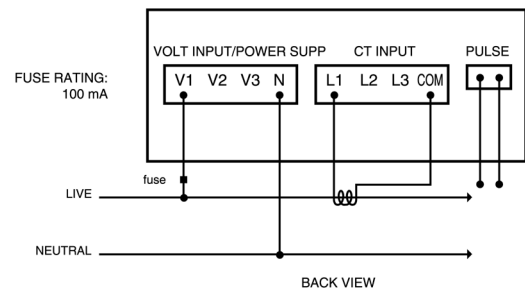 VOLT INPUT/POWER SUPP CT INPUT PULSE
V1 V2 V3 N L1 L2 L3 COM
FUSE RATING:
100 mA
fuse
LIVE
NEUTRAL
BACK VIEW